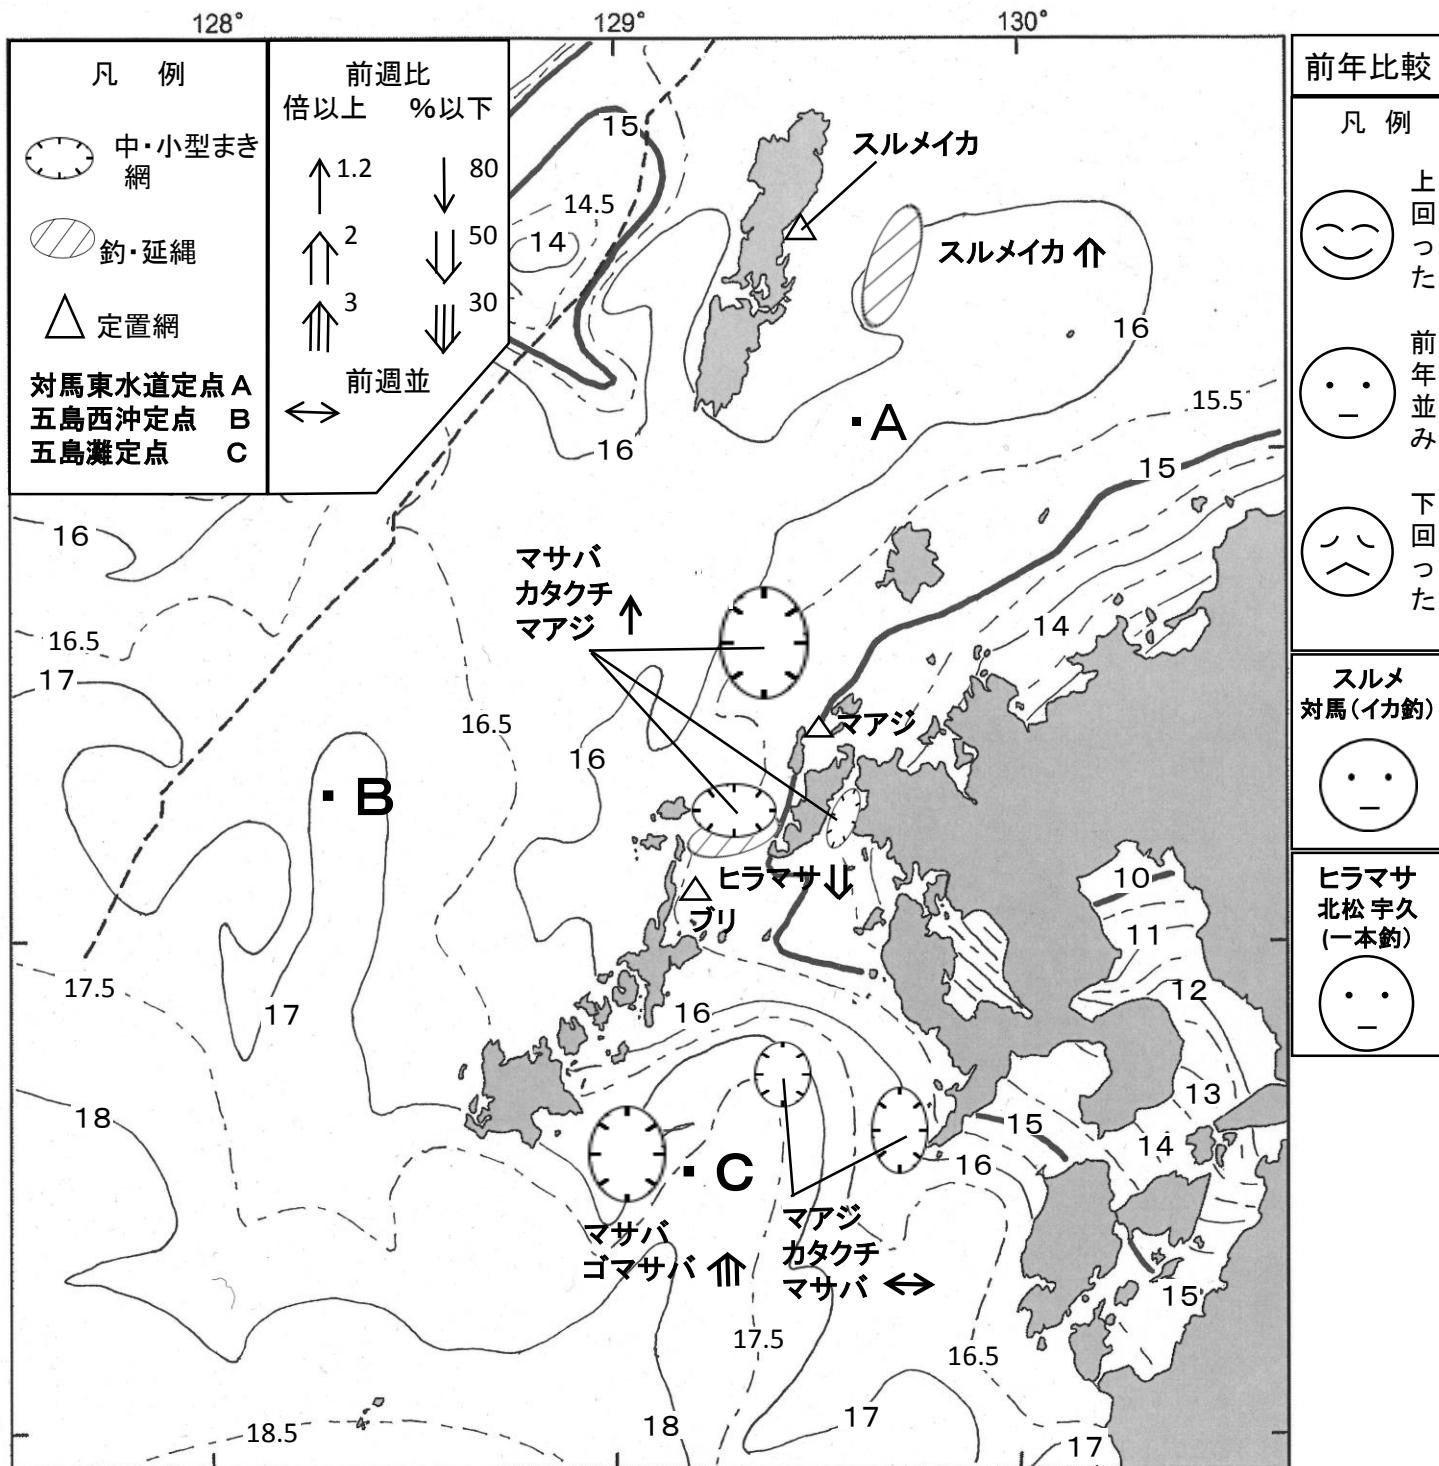 128°
129°
130°
凡 例
中・小型まき
網
釣・延縄
定置網
対馬東水道定点 A
五島西沖定点 B
五島灘定点 C
前週比
倍以上 %以下
1.2 80
2 50
3 30
前週並
前年比較
凡 例
上回った
前年並み
下回った
スルメ
対馬(イカ釣)
ヒラマサ
北松 宇久
(一本釣)
15
14.5
14
スルメイカ
スルメイカ
16
15.5
A
16
15
16
マサバ
カタクチ
マアジ
14
16.5
17
16.5
16
マアジ
B
ヒラマサ
ブリ
10
11
12
17.5
17
16
13
18
15
14
16
C
マサバ
ゴマサバ
マアジ
カタクチ
マサバ
15
17.5
16.5
18.5
18
17
17